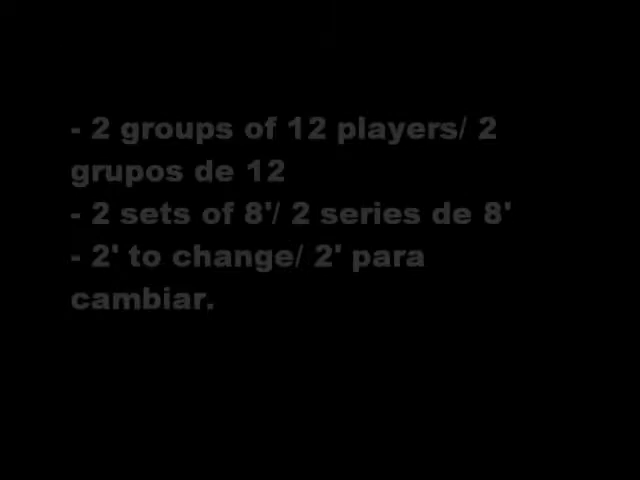 - 2 groups of 12 players/ 2
grupos de 12
- 2 sets of 8'/ 2 series de 8'
- 2' to change/ 2' para
cambiar.